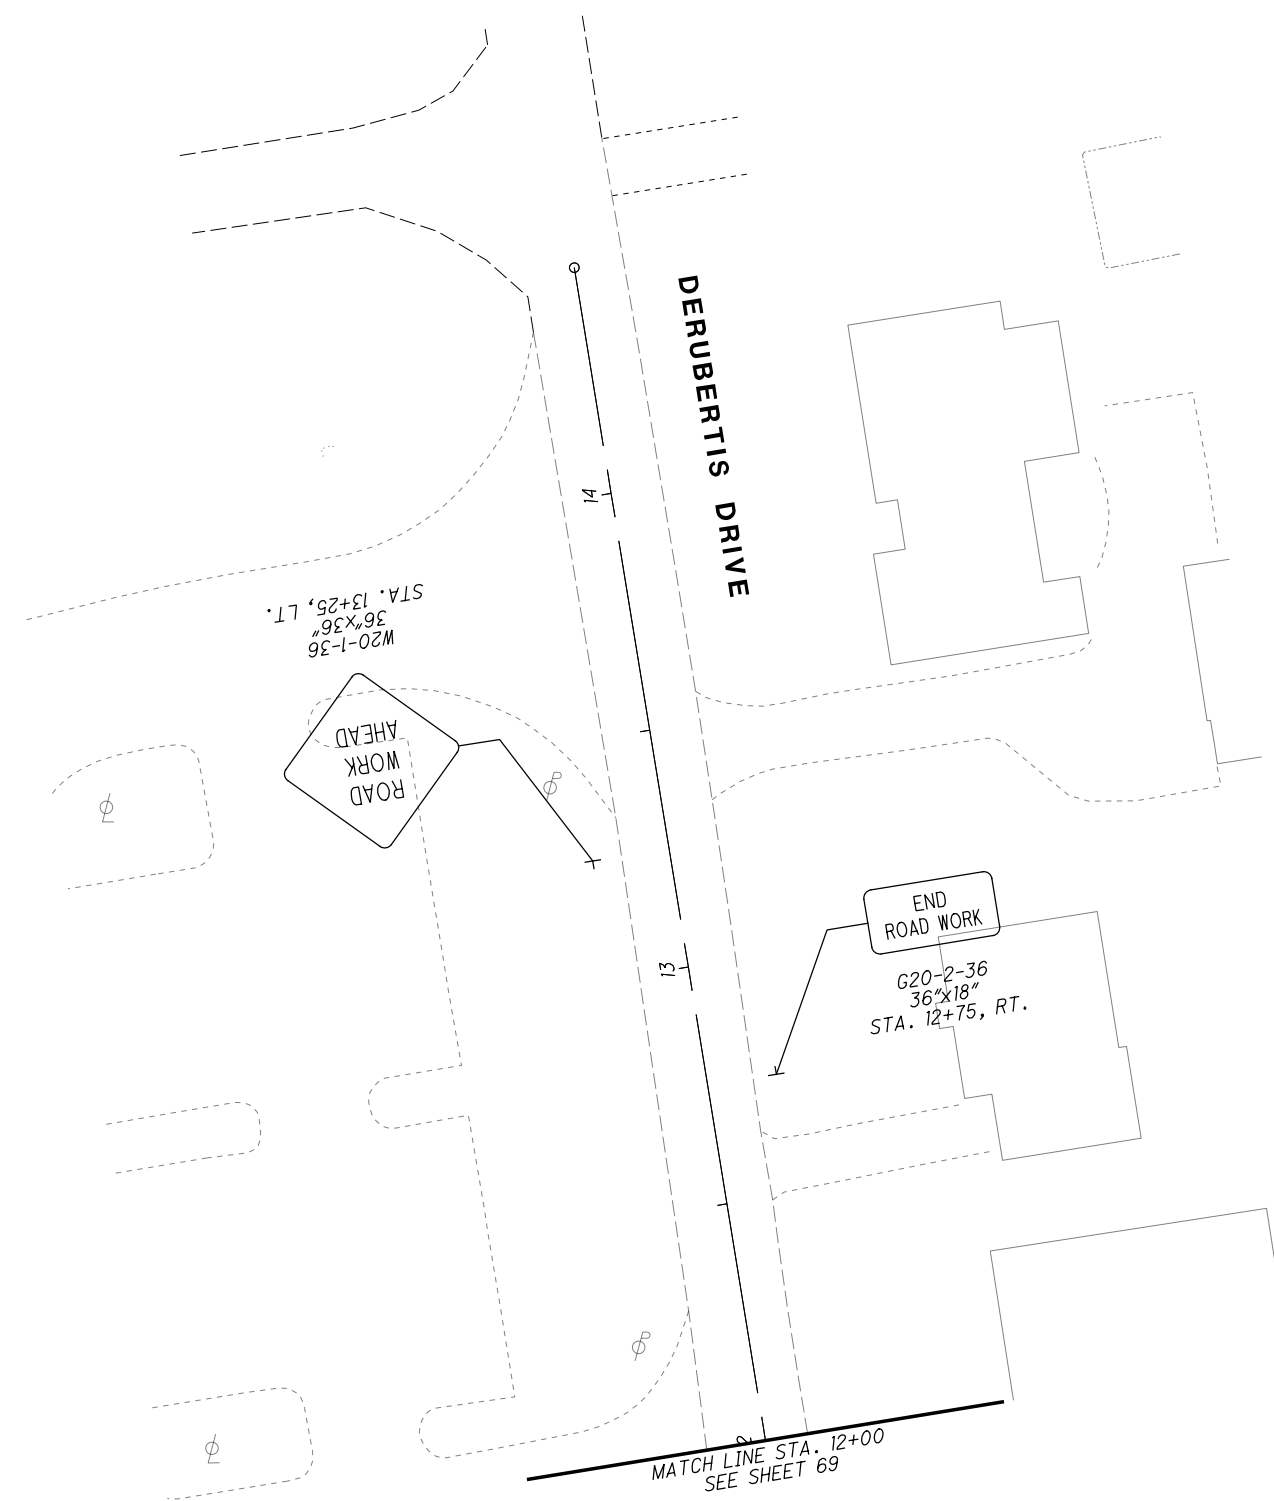 DERUBERTIS DRIVE
14
STA. 13+25, LT.
36"x36"
W20-1-36
ROAD
WORK
AHEAD
13
END
ROAD WORK
G20-2-36
36"x18"
STA. 12+75, RT.
MATCH LINE STA. 12+00
SEE SHEET 69